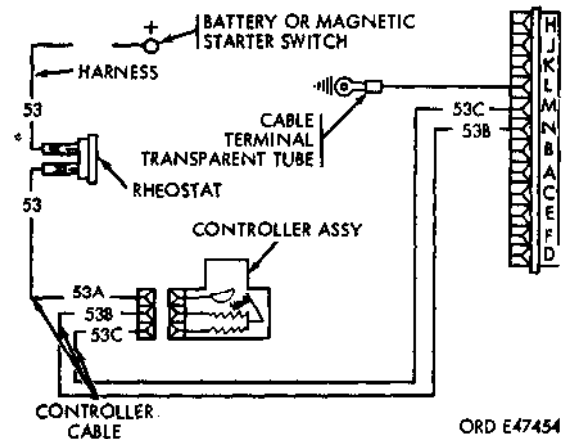 +
BATTERY OR MAGNETIC
STARTER SWITCH
HARNESS
53
RHEOSTAT
53
CABLE
TERMINAL
TRANSPARENT TUBE
53C
53B
H
J
K
L
M
N
B
A
C
E
F
D
CONTROLLER ASSY
53A
53B
53C
CONTROLLER
CABLE
ORD E47454